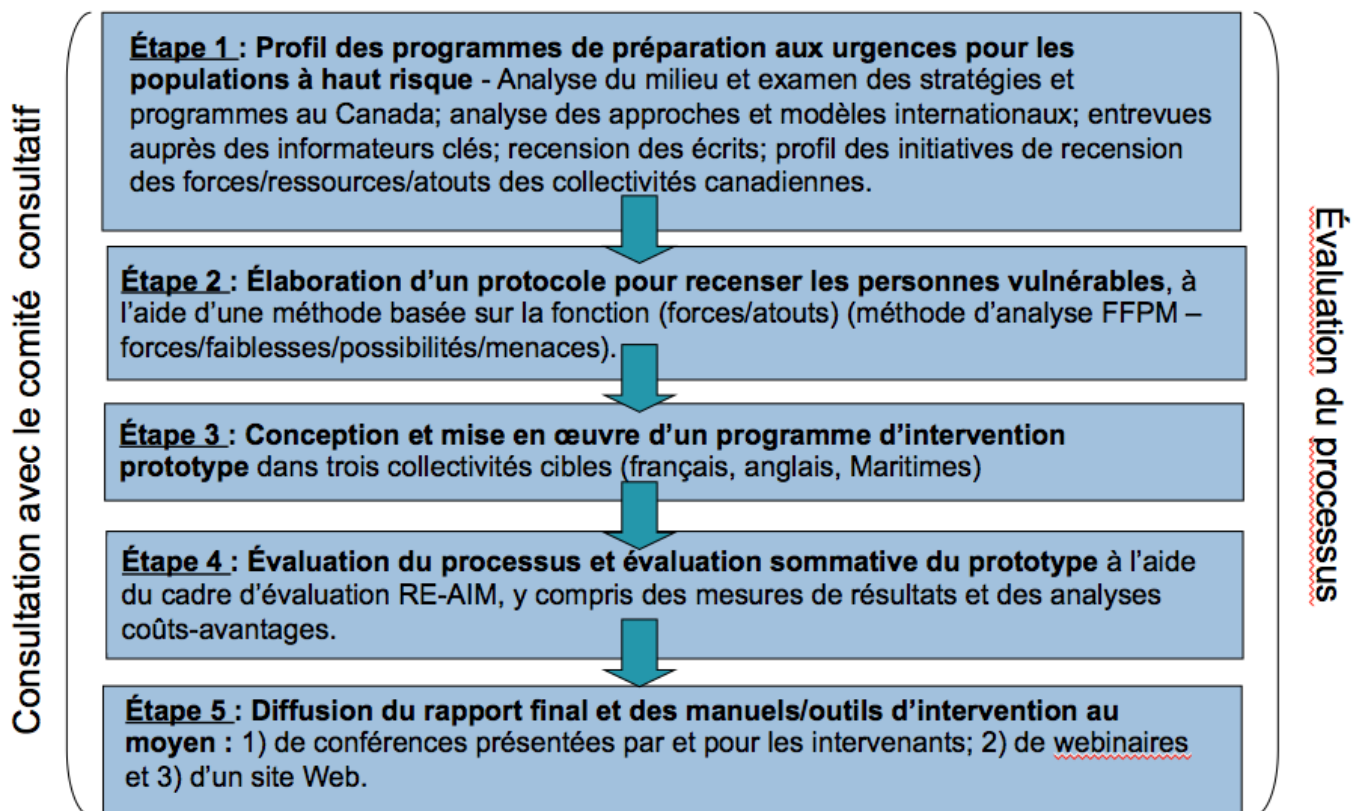 Consultation avec le comité consultatif
Étape 1 : Profil des programmes de préparation aux urgences pour les
populations à haut risque - Analyse du milieu et examen des stratégies et
programmes au Canada; analyse des approches et modèles internationaux; entrevues
auprès des informateurs clés; recension des écrits; profil des initiatives de recension
des forces/ressources/atouts des collectivités canadiennes.
Étape 2 : Élaboration d’un protocole pour recenser les personnes vulnérables, à
l’aide d’une méthode basée sur la fonction (forces/atouts) (méthode d’analyse FFPM –
forces/faiblesses/possibilités/menaces).
Étape 3 : Conception et mise en œuvre d’un programme d’intervention
prototype dans trois collectivités cibles (français, anglais, Maritimes)
Étape 4 : Évaluation du processus et évaluation sommative du prototype à l’aide
du cadre d’évaluation RE-AIM, y compris des mesures de résultats et des analyses
coûts-avantages.
Étape 5 : Diffusion du rapport final et des manuels/outils d’intervention au
moyen : 1) de conférences présentées par et pour les intervenants; 2) de webinaires
et 3) d’un site Web.
Évaluation du processus